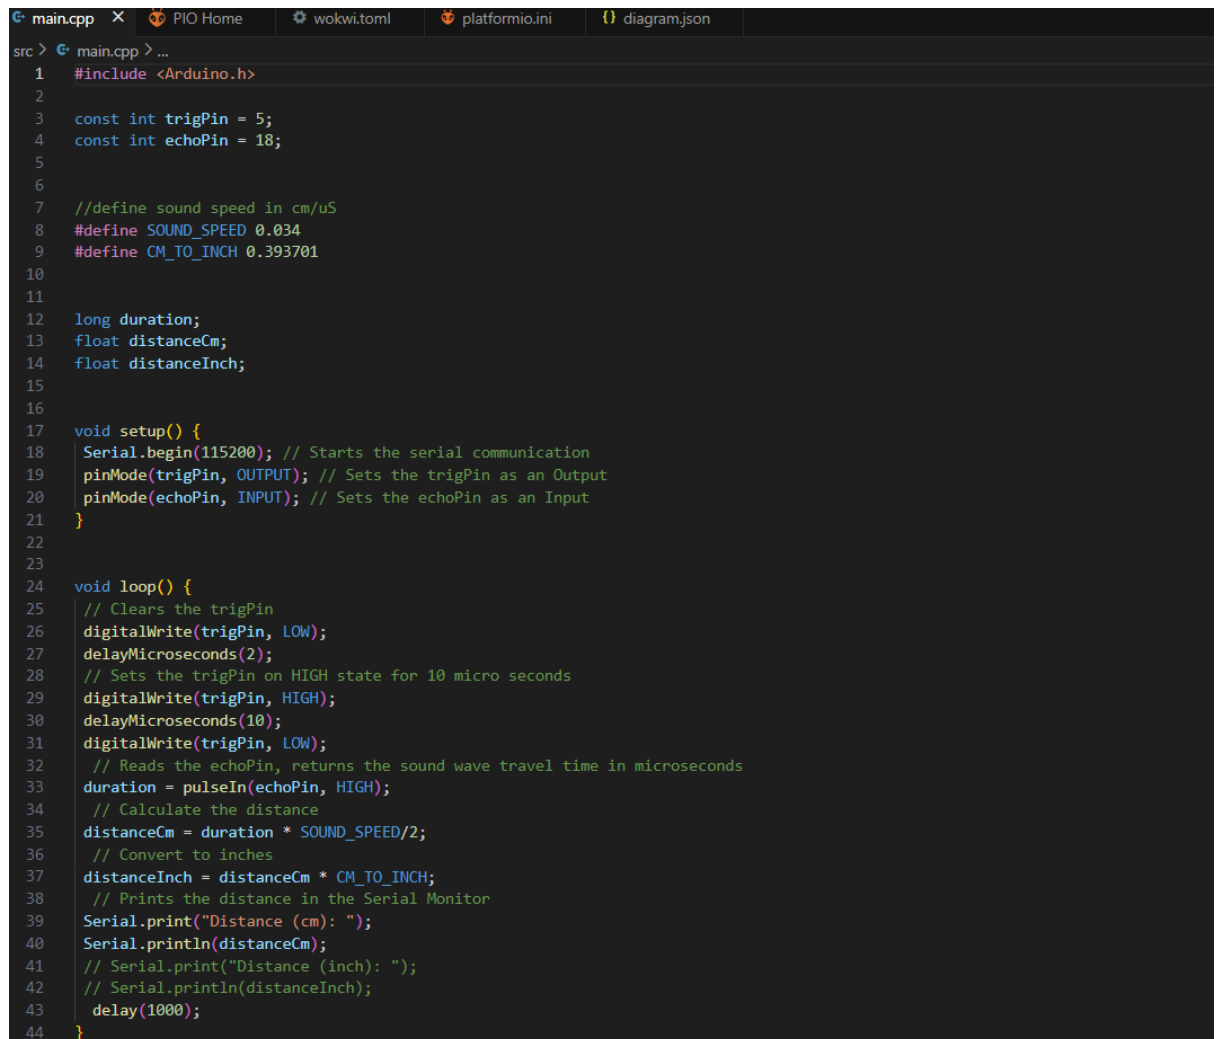 main.cpp PIO Home wokwi.toml platformio.ini {} diagram.json
src > main.cpp > ...
1 #include <Arduino.h>
2
3 const int trigPin = 5;
4 const int echoPin = 18;
5
6
7 //define sound speed in cm/uS
8 #define SOUND_SPEED 0.034
9 #define CM_TO_INCH 0.393701
10
11
12 long duration;
13 float distanceCm;
14 float distanceInch;
15
16
17 void setup() {
18 Serial.begin(115200); // Starts the serial communication
19 pinMode(trigPin, OUTPUT); // Sets the trigPin as an Output
20 pinMode(echoPin, INPUT); // Sets the echoPin as an Input
21 }
22
23
24 void loop() {
25 // Clears the trigPin
26 digitalWrite(trigPin, LOW);
27 delayMicroseconds(2);
28 // Sets the trigPin on HIGH state for 10 micro seconds
29 digitalWrite(trigPin, HIGH);
30 delayMicroseconds(10);
31 digitalWrite(trigPin, LOW);
32 // Reads the echoPin, returns the sound wave travel time in microseconds
33 duration = pulseIn(echoPin, HIGH);
34 // Calculate the distance
35 distanceCm = duration * SOUND_SPEED/2;
36 // Convert to inches
37 distanceInch = distanceCm * CM_TO_INCH;
38 // Prints the distance in the Serial Monitor
39 Serial.print("Distance (cm): ");
40 Serial.println(distanceCm);
41 // Serial.print("Distance (inch): ");
42 // Serial.println(distanceInch);
43 delay(1000);
44 }